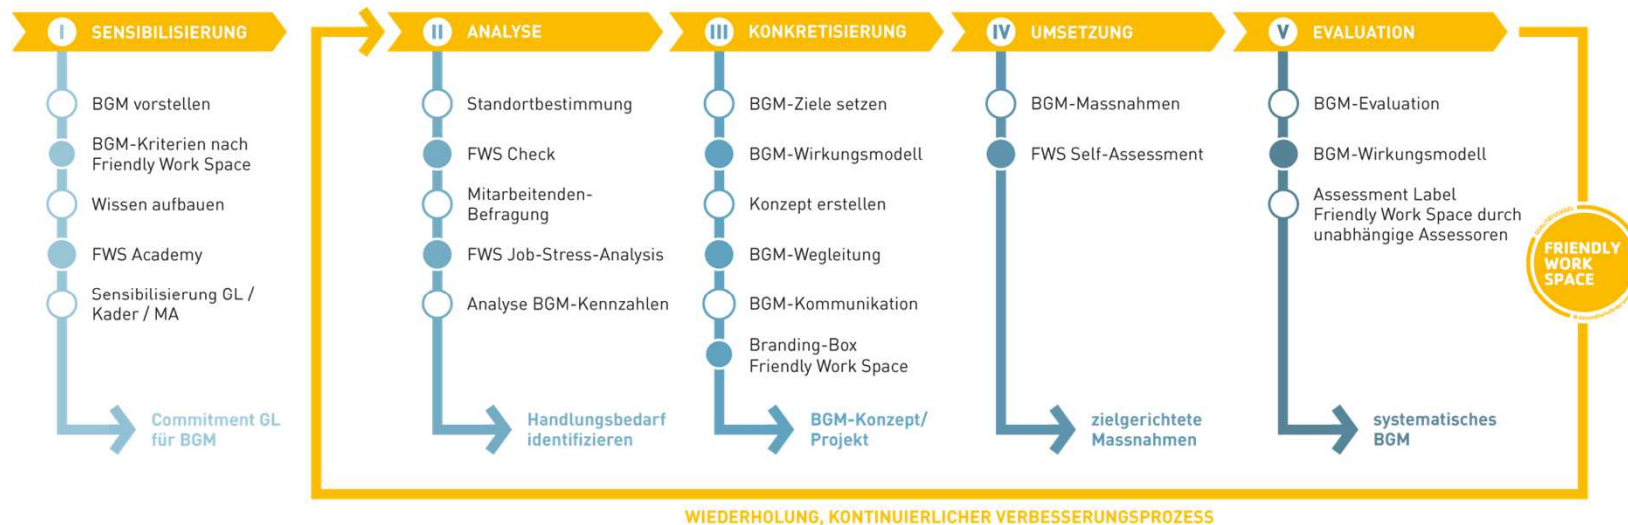 I SENSIBILISIERUNG
BGM vorstellen
BGM-Kriterien nach
Friendly Work Space
Wissen aufbauen
FWS Academy
Sensibilisierung GL /
Kader / MA
Commitment GL
für BGM
II ANALYSE
Standortbestimmung
FWS Check
Mitarbeitenden-
Befragung
FWS Job-Stress-Analysis
Analyse BGM-Kennzahlen
Handlungsbedarf
identifizieren
III KONKRETISIERUNG
BGM-Ziele setzen
BGM-Wirkungsmodell
Konzept erstellen
BGM-Wegleitung
BGM-Kommunikation
Branding-Box
Friendly Work Space
BGM-Konzept/
Projekt
IV UMSETZUNG
BGM-Massnahmen
FWS Self-Assessment
zielgerichtete
Massnahmen
V EVALUATION
BGM-Evaluation
BGM-Wirkungsmodell
Assessment Label
Friendly Work Space durch
unabhängige Assessoren
systematisches
BGM
FRIENDLY
WORK
SPACE
WIEDERHOLUNG, KONTINUIERLICHER VERBESSERUNGSPROZESS